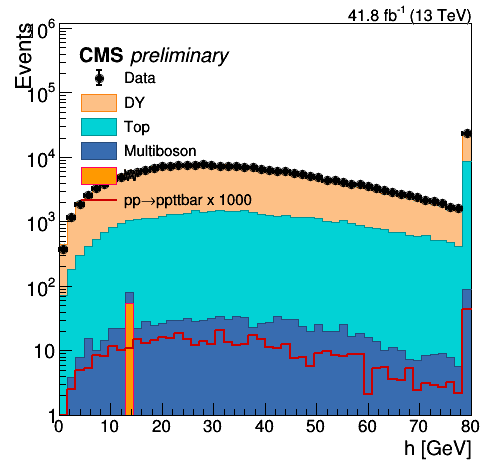 41.8 fb⁻¹ (13 TeV)
Events
CMS preliminary
Data
DY
Top
Multiboson
pp→ppttbar x 1000
10⁶
10⁵
10⁴
10³
10²
10
1
0 10 20 30 40 50 60 70 80
h [GeV]